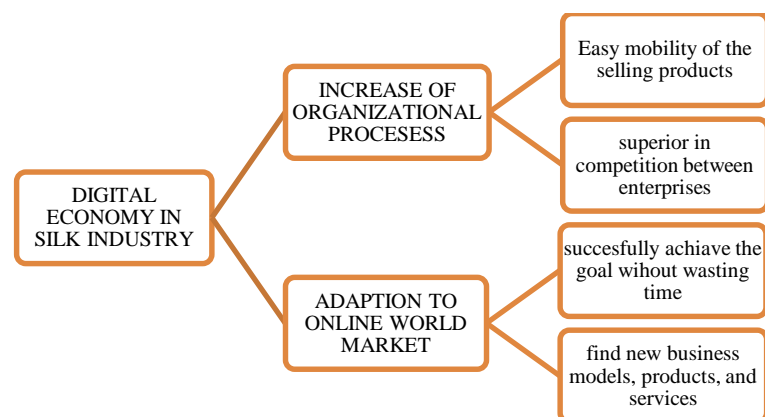 DIGITAL
ECONOMY IN
SILK INDUSTRY
INCREASE OF
ORGANIZATIONAL
PROCESESS
Easy mobility of the
selling products
superior in
competition between
enterprises
ADAPTION TO
ONLINE WORLD
MARKET
succesfully achiave the
goal wihout wasting
time
find new business
models, products, and
services